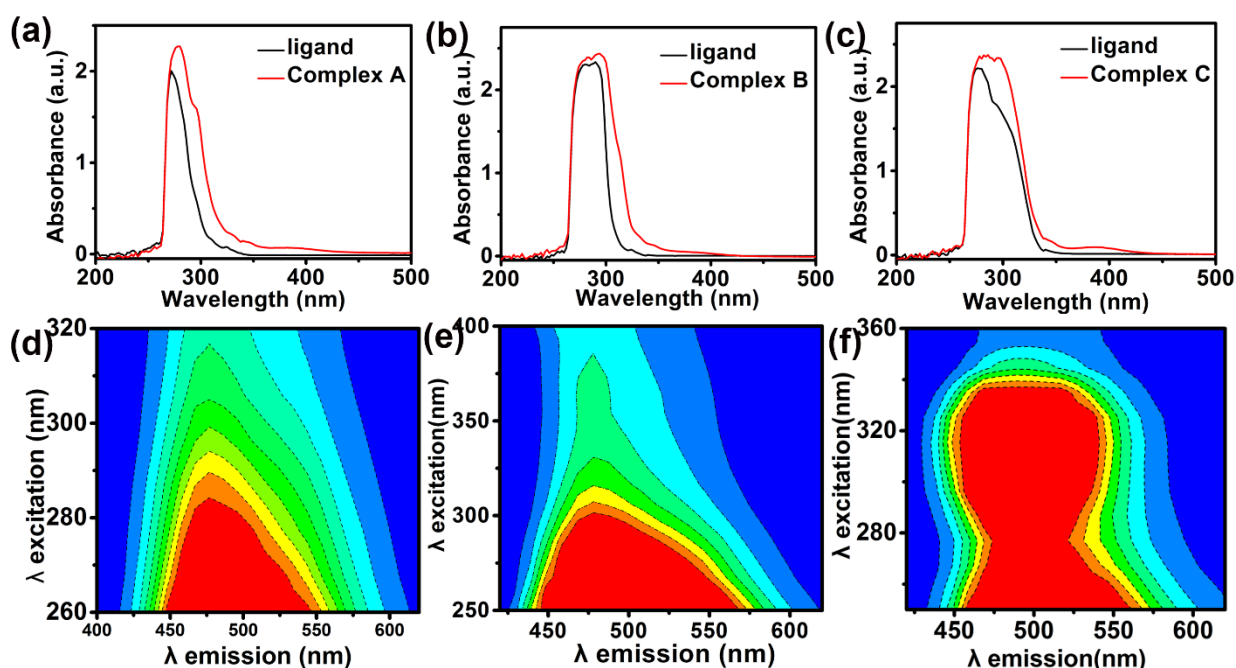 (a)
ligand
Complex A
Absorbance (a.u.)
2
1
0
200 300 400 500
Wavelength (nm)
(b)
ligand
Complex B
Absorbance (a.u.)
2
1
0
200 300 400 500
Wavelength (nm)
(c)
ligand
Complex C
Absorbance (a.u.)
2
1
0
200 300 400 500
Wavelength (nm)
(d)
λ excitation (nm)
320
300
280
260
400 450 500 550 600
λ emission (nm)
(e)
λ excitation(nm)
400
350
300
250
450 500 550 600
λ emission (nm)
(f)
λ excitation(nm)
360
320
280
450 500 550 600
λ emission(nm)